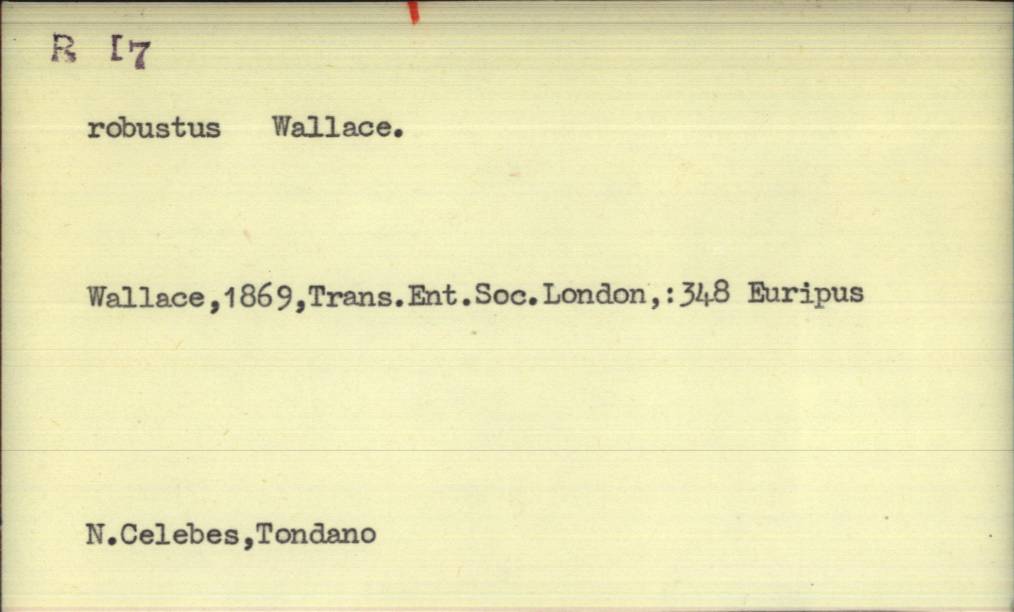 R I7
robustus Wallace.
Wallace,1869,Trans.Ent.Soc.London,:348 Euripus
N.Celebes,Tondano